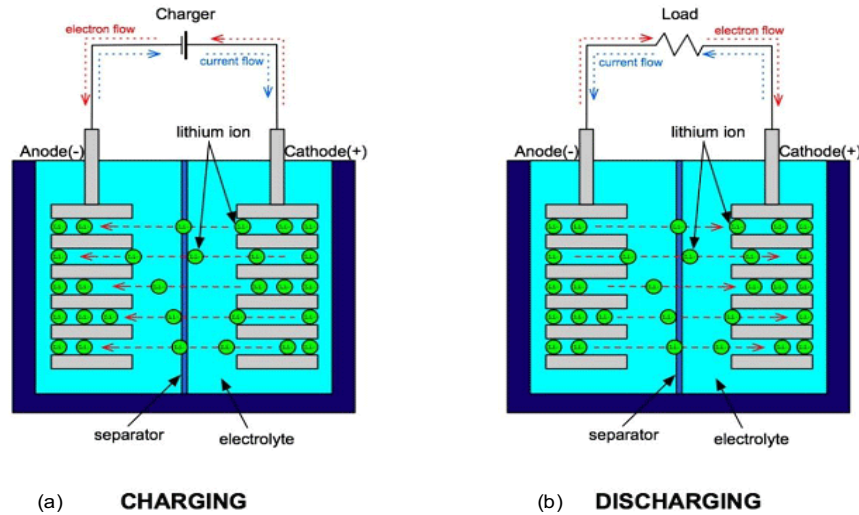 Charger
electron flow
current flow
lithium ion
Anode(-)
Cathode(+)
separator
electrolyte
(a) CHARGING
Load
electron flow
current flow
lithium ion
Anode(-)
Cathode(+)
separator
electrolyte
(b) DISCHARGING